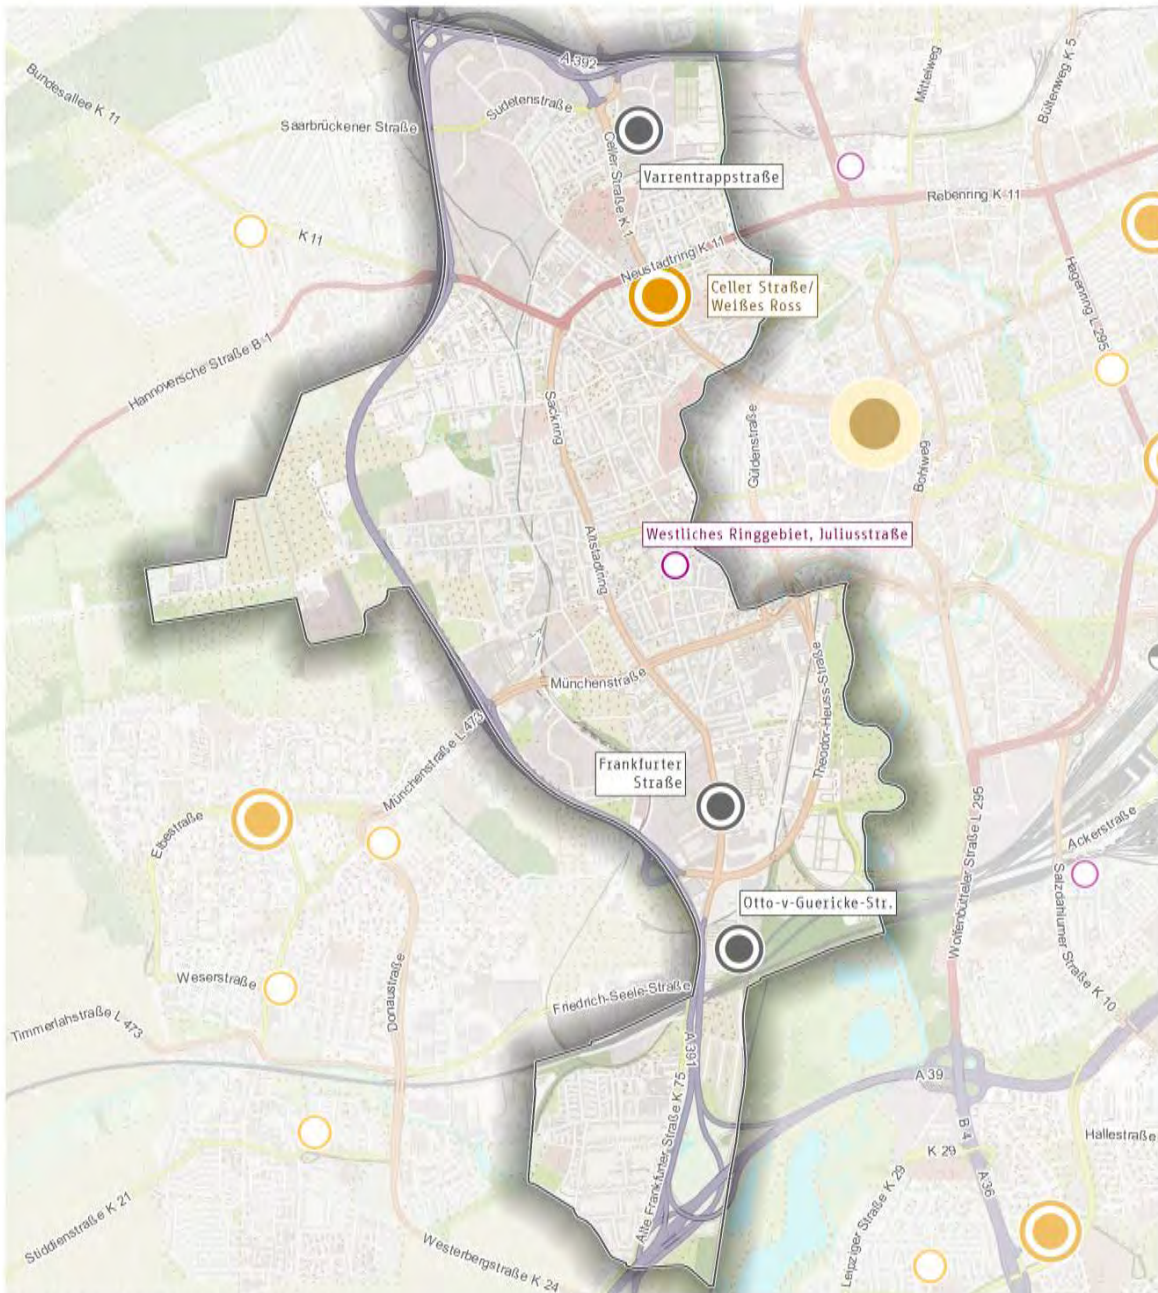 A 392
Bundesallee K 11
Saarbrückener Straße
Sudetenstraße
Celler Straße K 1
Mittelweg
Bültenweg K 5
Varrentrappstraße
Rebenring K 11
K 11
Neustadtring K 11
Hagenring L 295
Celler Straße/
Weißes Ross
Hannoversche Straße B 1
Sackring
Güldenstraße
Bohlweg
Altstadtring
Westliches Ringgebiet, Juliusstraße
Münchenstraße
Theodor-Heuss-Straße
Münchenstraße L 473
Frankfurter
Straße
Elbestraße
Wolfenbütteler Straße L 295
Ackerstraße
Salzdahlumer Straße K 10
Otto-v-Guericke-Str.
Weserstraße
Donaustraße
Friedrich-Seele-Straße
Timmerlahstraße L 473
A 391
A 39
Alte Frankfurter Straße K 75
B 4
Hallestraße
K 29
A 36
Stiddienstraße K 21
Westerbergstraße K 24
Leipziger Straße K 29